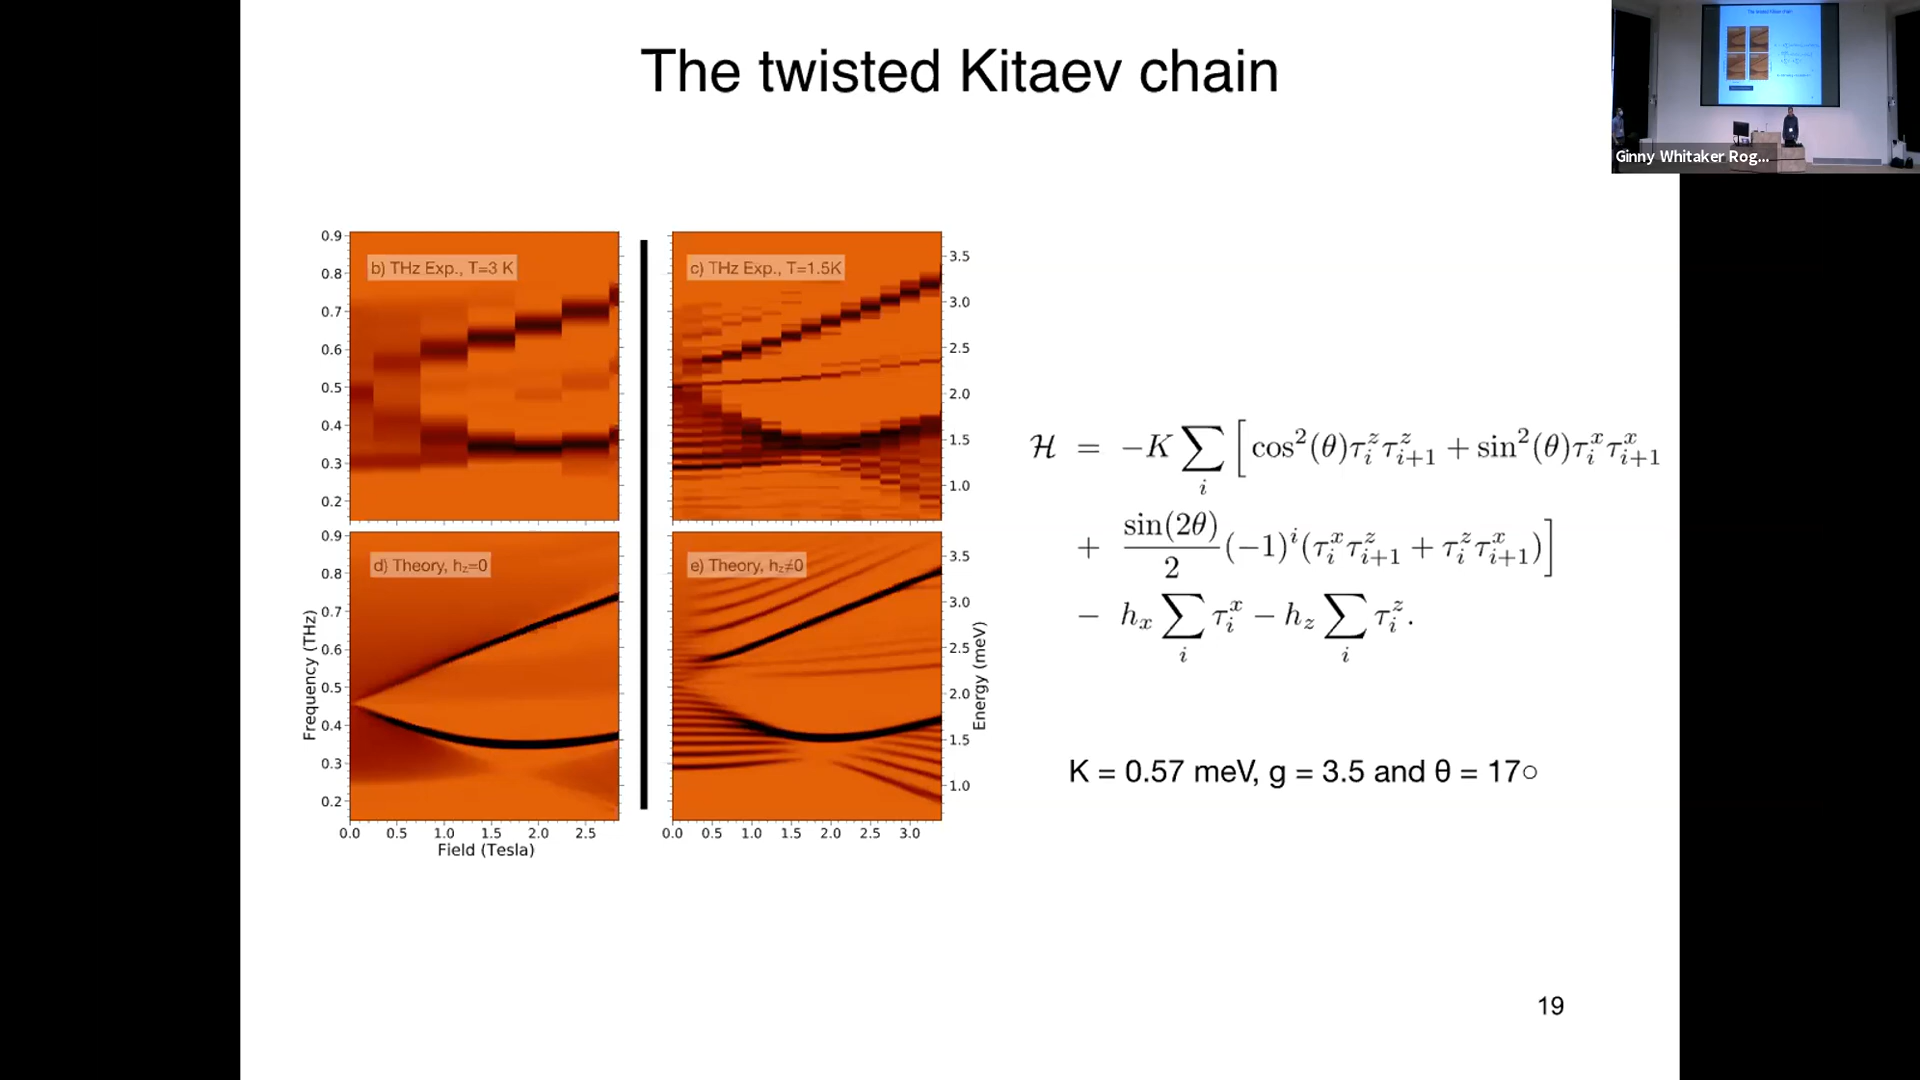 The twisted Kitaev chain
Ginny Whitaker Rog...
b) THz Exp., T=3 K
0.9
0.8
0.7
0.6
0.5
0.4
0.3
0.2
c) THz Exp., T=1.5K
3.5
3.0
2.5
2.0
1.5
1.0
d) Theory, h_z=0
0.9
0.8
0.7
0.6
0.5
0.4
0.3
0.2
Frequency (THz)
0.0 0.5 1.0 1.5 2.0 2.5
Field (Tesla)
e) Theory, h_z≠0
3.5
3.0
2.5
2.0
1.5
1.0
Energy (meV)
0.0 0.5 1.0 1.5 2.0 2.5 3.0
ℋ = −K ∑_i [ cos²(θ)τ_i^z τ_{i+1}^z + sin²(θ)τ_i^x τ_{i+1}^x
+ sin(2θ)/2 (−1)^i (τ_i^x τ_{i+1}^z + τ_i^z τ_{i+1}^x) ]
− h_x ∑_i τ_i^x − h_z ∑_i τ_i^z.
K = 0.57 meV, g = 3.5 and θ = 17○
19